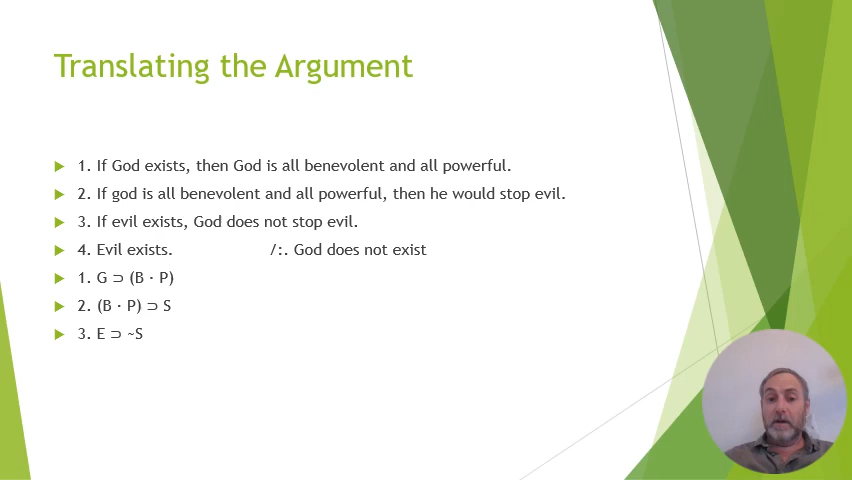 Translating the Argument
1. If God exists, then God is all benevolent and all powerful.
2. If god is all benevolent and all powerful, then he would stop evil.
3. If evil exists, God does not stop evil.
4. Evil exists. /:. God does not exist
1. G ⊃ (B · P)
2. (B · P) ⊃ S
3. E ⊃ ~S